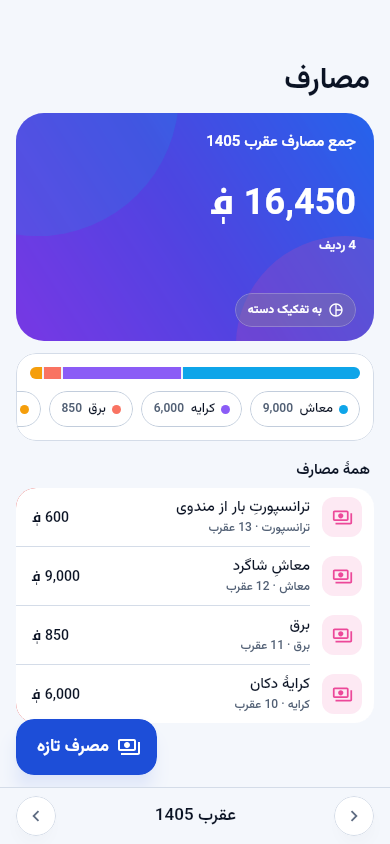 مصارف
جمع مصارف عقرب 1405
16,450 ؋
4 ردیف
به تفکیک دسته
معاش 9,000
کرایه 6,000
برق 850
همهٔ مصارف
ترانسپورتِ بار از مندوی
600 ؋
ترانسپورت · 13 عقرب
معاشِ شاگرد
9,000 ؋
معاش · 12 عقرب
برق
850 ؋
برق · 11 عقرب
کرایهٔ دکان
6,000 ؋
کرایه · 10 عقرب
مصرف تازه
عقرب 1405